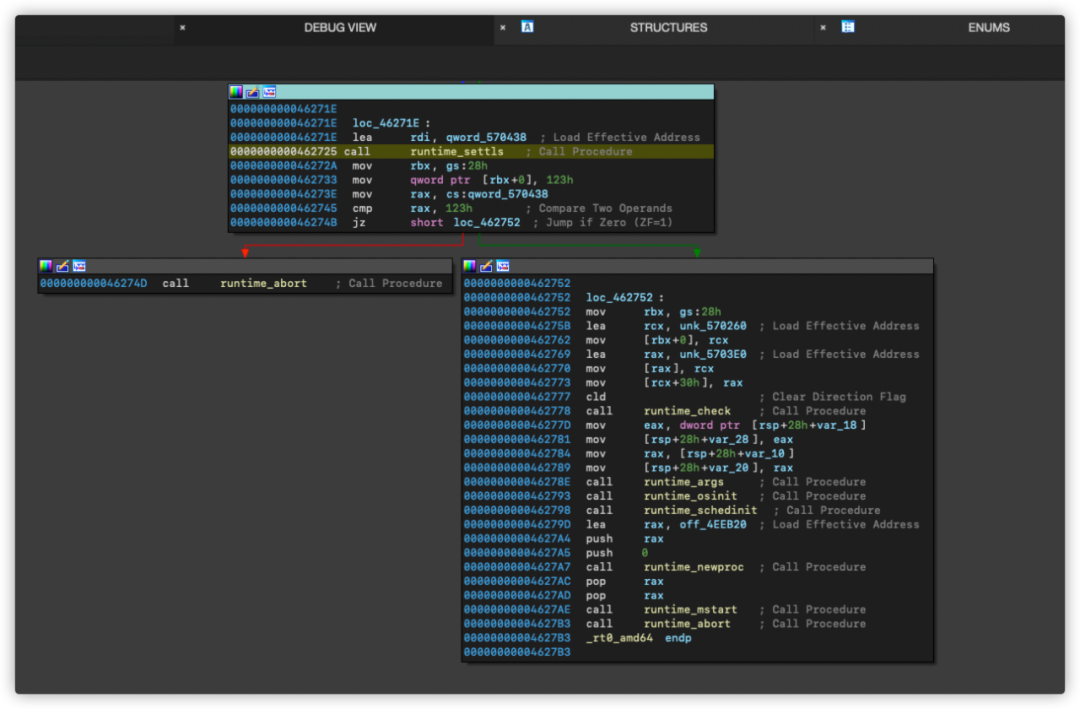 DEBUG VIEW
STRUCTURES
ENUMS
000000000046271E
000000000046271E loc_46271E :
000000000046271E lea rdi, qword_570438 ; Load Effective Address
0000000000462725 call runtime_settls ; Call Procedure
000000000046272A mov rbx, gs:28h
0000000000462733 mov qword ptr [rbx+0], 123h
000000000046273E mov rax, cs:qword_570438
0000000000462745 cmp rax, 123h ; Compare Two Operands
000000000046274B jz short loc_462752 ; Jump if Zero (ZF=1)
000000000046274D call runtime_abort ; Call Procedure
0000000000462752
0000000000462752 loc_462752 :
0000000000462752 mov rbx, gs:28h
000000000046275B lea rcx, unk_570260 ; Load Effective Address
0000000000462762 mov [rbx+0], rcx
0000000000462769 lea rax, unk_5703E0 ; Load Effective Address
0000000000462770 mov [rax], rcx
0000000000462773 mov [rcx+30h], rax
0000000000462777 cld ; Clear Direction Flag
0000000000462778 call runtime_check ; Call Procedure
000000000046277D mov eax, dword ptr [rsp+28h+var_18]
0000000000462781 mov [rsp+28h+var_28], eax
0000000000462784 mov rax, [rsp+28h+var_10]
0000000000462789 mov [rsp+28h+var_20], rax
000000000046278E call runtime_args ; Call Procedure
0000000000462793 call runtime_osinit ; Call Procedure
0000000000462798 call runtime_schedinit ; Call Procedure
000000000046279D lea rax, off_4EEB20 ; Load Effective Address
00000000004627A4 push rax
00000000004627A5 push 0
00000000004627A7 call runtime_newproc ; Call Procedure
00000000004627AC pop rax
00000000004627AD pop rax
00000000004627AE call runtime_mstart ; Call Procedure
00000000004627B3 call runtime_abort ; Call Procedure
00000000004627B3 _rt0_amd64 endp
00000000004627B3